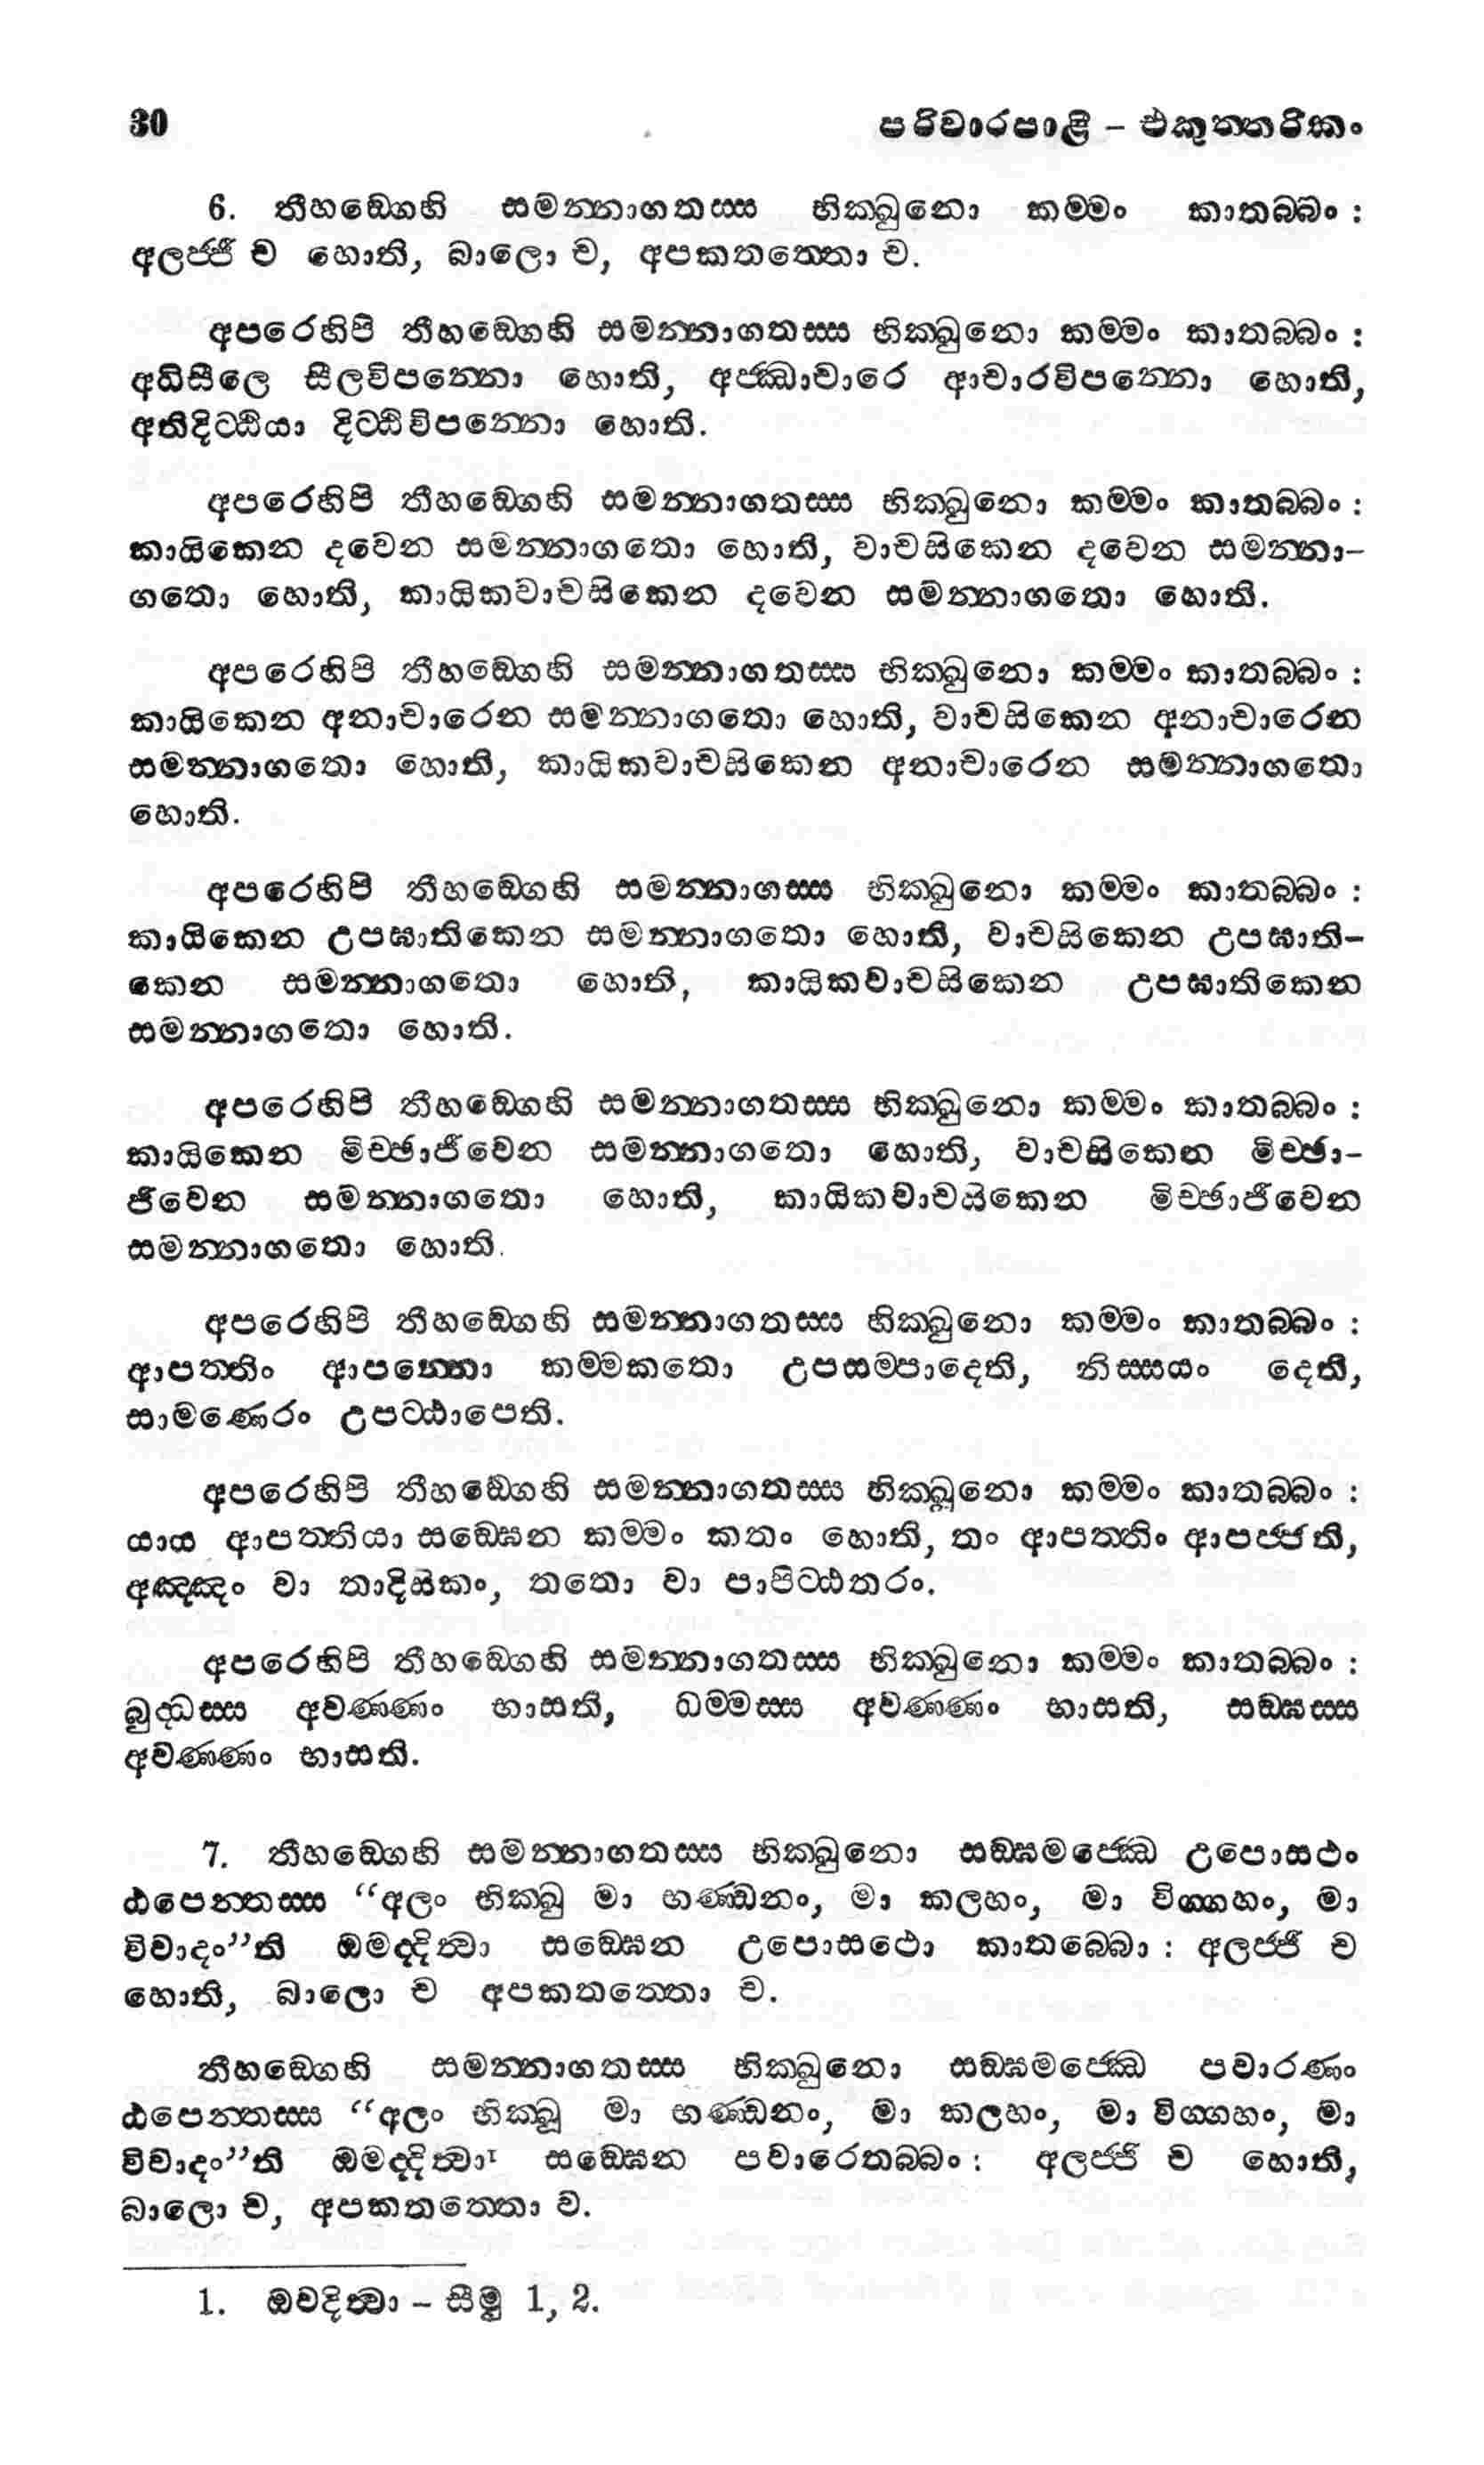 30 පරිවාරපාළි – එකුත්තරිකං
6. තීහඞ්ගෙහි සමන්නාගතස්ස භික්ඛුනො කම්මං කාතබ්බං :
අලජ්ජී ච හොති, බාලො ච, අපකතත්තො ච.
අපරෙහිපි තීහඞ්ගෙහි සමන්නාගතස්ස භික්ඛුනො කම්මං කාතබ්බං :
අධිසීලෙ සීලවිපන්නො හොති, අජ්ඣාචාරෙ ආචාරවිපන්නො හොති,
අතිදිට්ඨියා දිට්ඨිවිපන්නො හොති.
අපරෙහිපි තීහඞ්ගෙහි සමන්නාගතස්ස භික්ඛුනො කම්මං කාතබ්බං :
කායිකෙන දවෙන සමන්නාගතො හොති, වාචසිකෙන දවෙන සමන්නා-
ගතො හොති, කායිකවාචසිකෙන දවෙන සමන්නාගතො හොති.
අපරෙහිපි තීහඞ්ගෙහි සමන්නාගතස්ස භික්ඛුනො කම්මං කාතබ්බං :
කායිකෙන අනාචාරෙන සමන්නාගතො හොති, වාචසිකෙන අනාචාරෙන
සමන්නාගතො හොති, කායිකවාචසිකෙන අනාචාරෙන සමන්නාගතො
හොති.
අපරෙහිපි තීහඞ්ගෙහි සමන්නාගස්ස භික්ඛුනො කම්මං කාතබ්බං :
කායිකෙන උපඝාතිකෙන සමන්නාගතො හොති, වාචසිකෙන උපඝාති-
කෙන සමන්නාගතො හොති, කායිකවාචසිකෙන උපඝාතිකෙන
සමන්නාගතො හොති.
අපරෙහිපි තීහඞ්ගෙහි සමන්නාගතස්ස භික්ඛුනො කම්මං කාතබ්බං :
කායිකෙන මිච්ඡාජීවෙන සමන්නාගතො හොති, වාචසිකෙන මිච්ඡා-
ජීවෙන සමන්නාගතො හොති, කායිකවාචසිකෙන මිච්ඡාජීවෙන
සමන්නාගතො හොති.
අපරෙහිපි තීහඞ්ගෙහි සමන්නාගතස්ස භික්ඛුනො කම්මං කාතබ්බං :
ආපත්තිං ආපන්නො කම්මකතො උපසම්පාදෙති, නිස්සයං දෙති,
සාමණෙරං උපට්ඨාපෙති.
අපරෙහිපි තීහඞ්ගෙහි සමන්නාගතස්ස භික්ඛුනො කම්මං කාතබ්බං :
යාය ආපත්තියා සඞ්ඝෙන කම්මං කතං හොති, තං ආපත්තිං ආපජ්ජති,
අඤ්ඤං වා තාදිසිකං, තතො වා පාපිට්ඨතරං.
අපරෙහිපි තීහඞ්ගෙහි සමන්නාගතස්ස භික්ඛුනො කම්මං කාතබ්බං :
බුද්ධස්ස අවණ්ණං භාසති, ධම්මස්ස අවණ්ණං භාසති, සඞ්ඝස්ස
අවණ්ණං භාසති.
7. තීහඞ්ගෙහි සමන්නාගතස්ස භික්ඛුනො සඞ්ඝමජ්ඣෙ උපොසථං
ඨපෙන්තස්ස “අලං භික්ඛු මා භණ්ඩනං, මා කලහං, මා විග්ගහං, මා
විවාදං”ති ඔමද්දිත්වා සඞ්ඝෙන උපොසථො කාතබ්බො : අලජ්ජී ච
හොති, බාලො ච අපකතත්තො ච.
තීහඞ්ගෙහි සමන්නාගතස්ස භික්ඛුනො සඞ්ඝමජ්ඣෙ පවාරණං
ඨපෙන්තස්ස “අලං භික්ඛූ මා භණ්ඩනං, මා කලහං, මා විග්ගහං, මා
විවාදං”ති ඔමද්දිත්වා¹ සඞ්ඝෙන පවාරෙතබ්බං : අලජ්ජි ච හොති,
බාලො ච, අපකතත්තො ච.
1. ඔවදිත්වා – සීමු 1, 2.